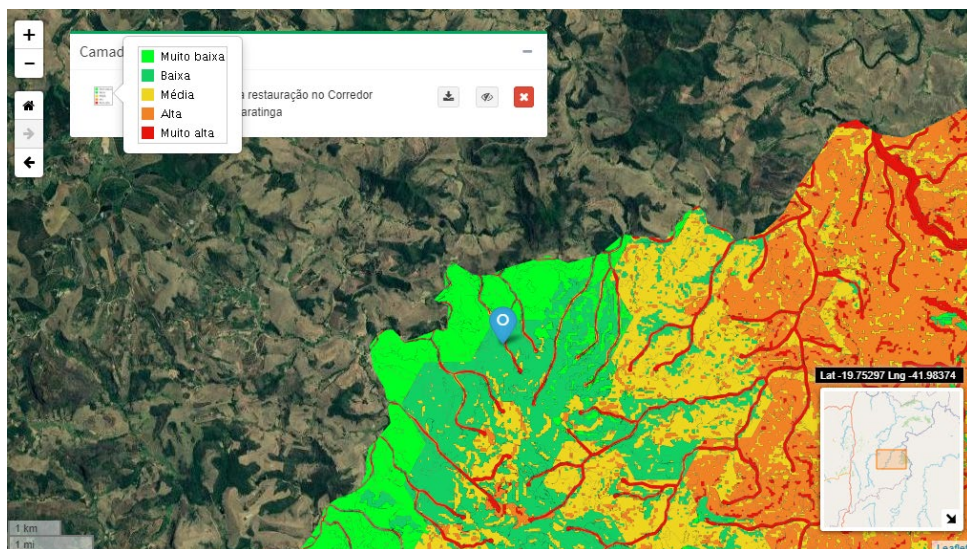 +
−
Camad
−
Muito baixa
Baixa
Média
Alta
Muito alta
a restauração no Corredor
aratinga
Lat -19.75297 Lng -41.98374
1 km
1 mi
Leafle